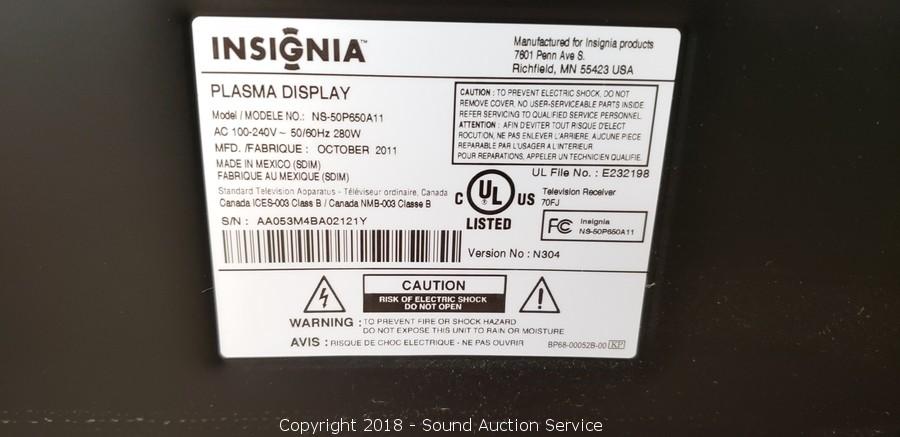 INSIGNIA™
Manufactured for Insignia products
7601 Penn Ave S.
Richfield, MN 55423 USA
PLASMA DISPLAY
Model / MODELE NO.: NS-50P650A11
AC 100-240V ~ 50/60Hz 280W
MFD. /FABRIQUE : OCTOBER 2011
MADE IN MEXICO (SDIM)
FABRIQUE AU MEXIQUE (SDIM)
Standard Television Apparatus - Téléviseur ordinaire, Canada
Canada ICES-003 Class B / Canada NMB-003 Classe B
S/N : AA053M4BA02121Y
CAUTION : TO PREVENT ELECTRIC SHOCK, DO NOT
REMOVE COVER, NO USER-SERVICEABLE PARTS INSIDE.
REFER SERVICING TO QUALIFIED SERVICE PERSONNEL.
ATTENTION : AFIN D'EVITER TOUT RISQUE D'ELECT
ROCUTION, NE PAS ENLEVER L'ARRIERE, AUCUNE PIECE
REPARABLE PAR L'USAGER A L'INTERIEUR
POUR REPARATIONS, APPELER UN TECHNICIEN QUALIFIE.
UL File No. : E232198
C UL US
LISTED
Television Receiver
70FJ
FC Insignia
NS-50P650A11
Version No : N304
CAUTION
RISK OF ELECTRIC SHOCK
DO NOT OPEN
WARNING : TO PREVENT FIRE OR SHOCK HAZARD
DO NOT EXPOSE THIS UNIT TO RAIN OR MOISTURE
AVIS : RISQUE DE CHOC ELECTRIQUE - NE PAS OUVRIR
BP68-00052B-00 KP
Copyright 2018 - Sound Auction Service